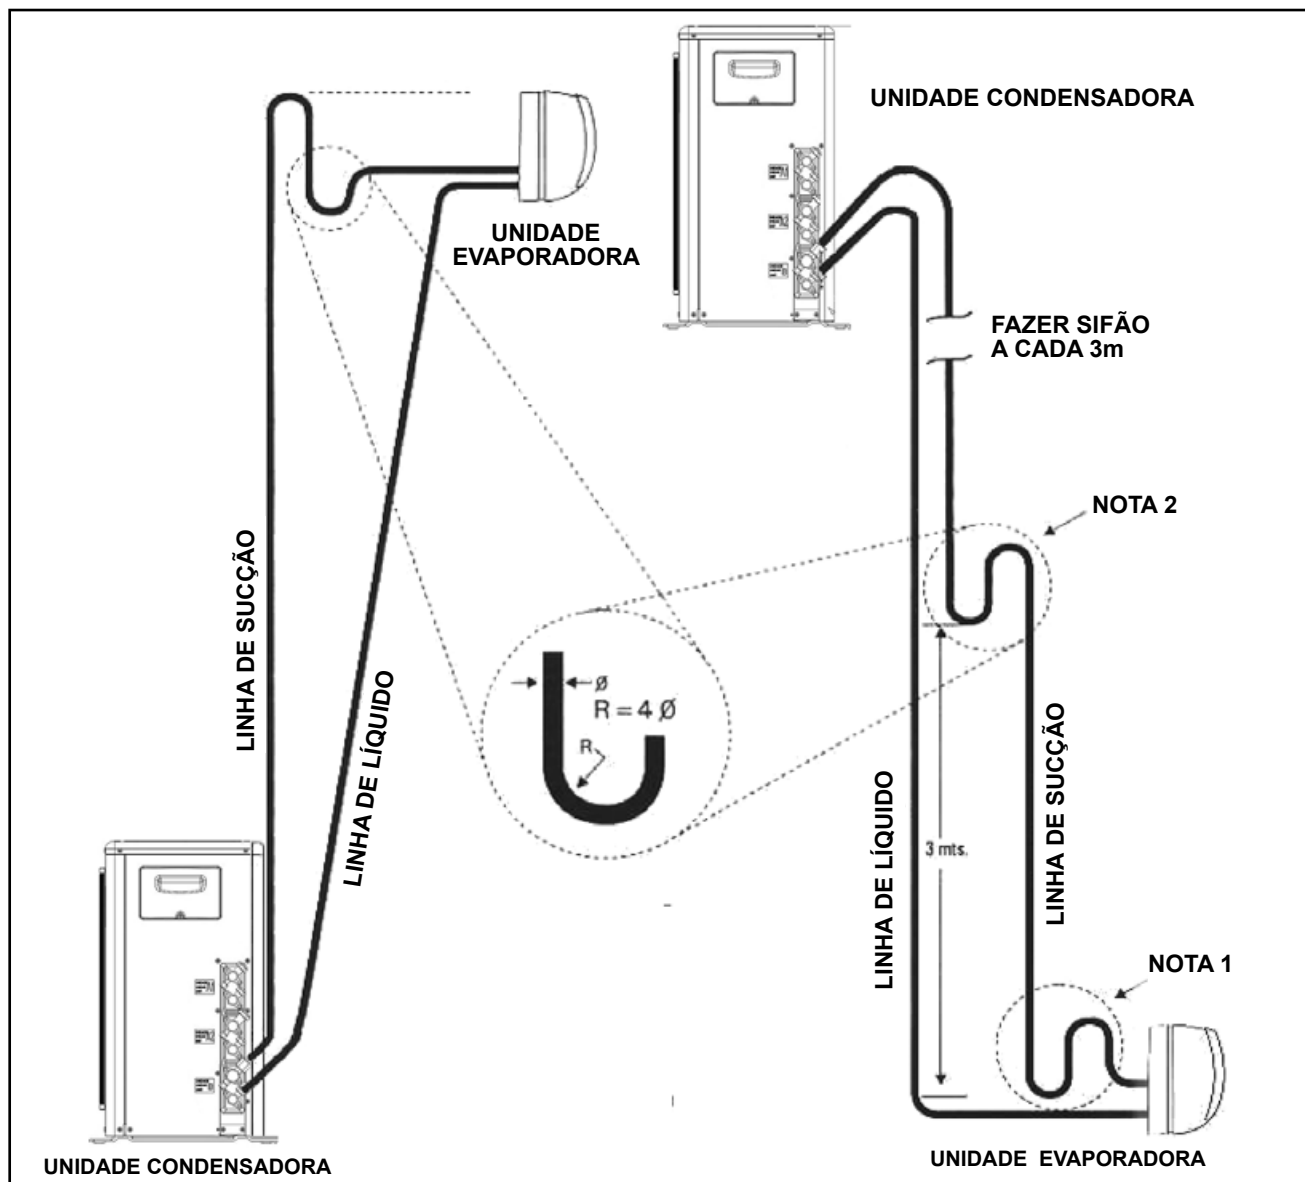 UNIDADE CONDENSADORA
UNIDADE
EVAPORADORA
FAZER SIFÃO
A CADA 3m
NOTA 2
LINHA DE SUCÇÃO
LINHA DE LÍQUIDO
Ø
R = 4 Ø
R
LINHA DE LÍQUIDO
3 mts.
LINHA DE SUCÇÃO
NOTA 1
UNIDADE CONDENSADORA
UNIDADE EVAPORADORA